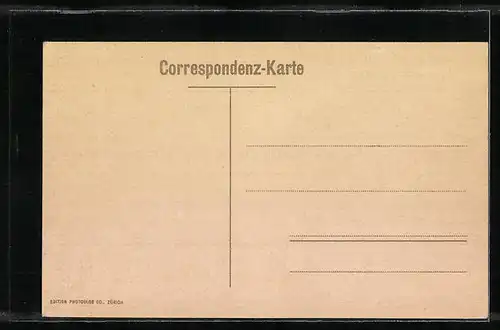 Correspondenz-Karte
EDITION PHOTOGLOB CO., ZÜRICH